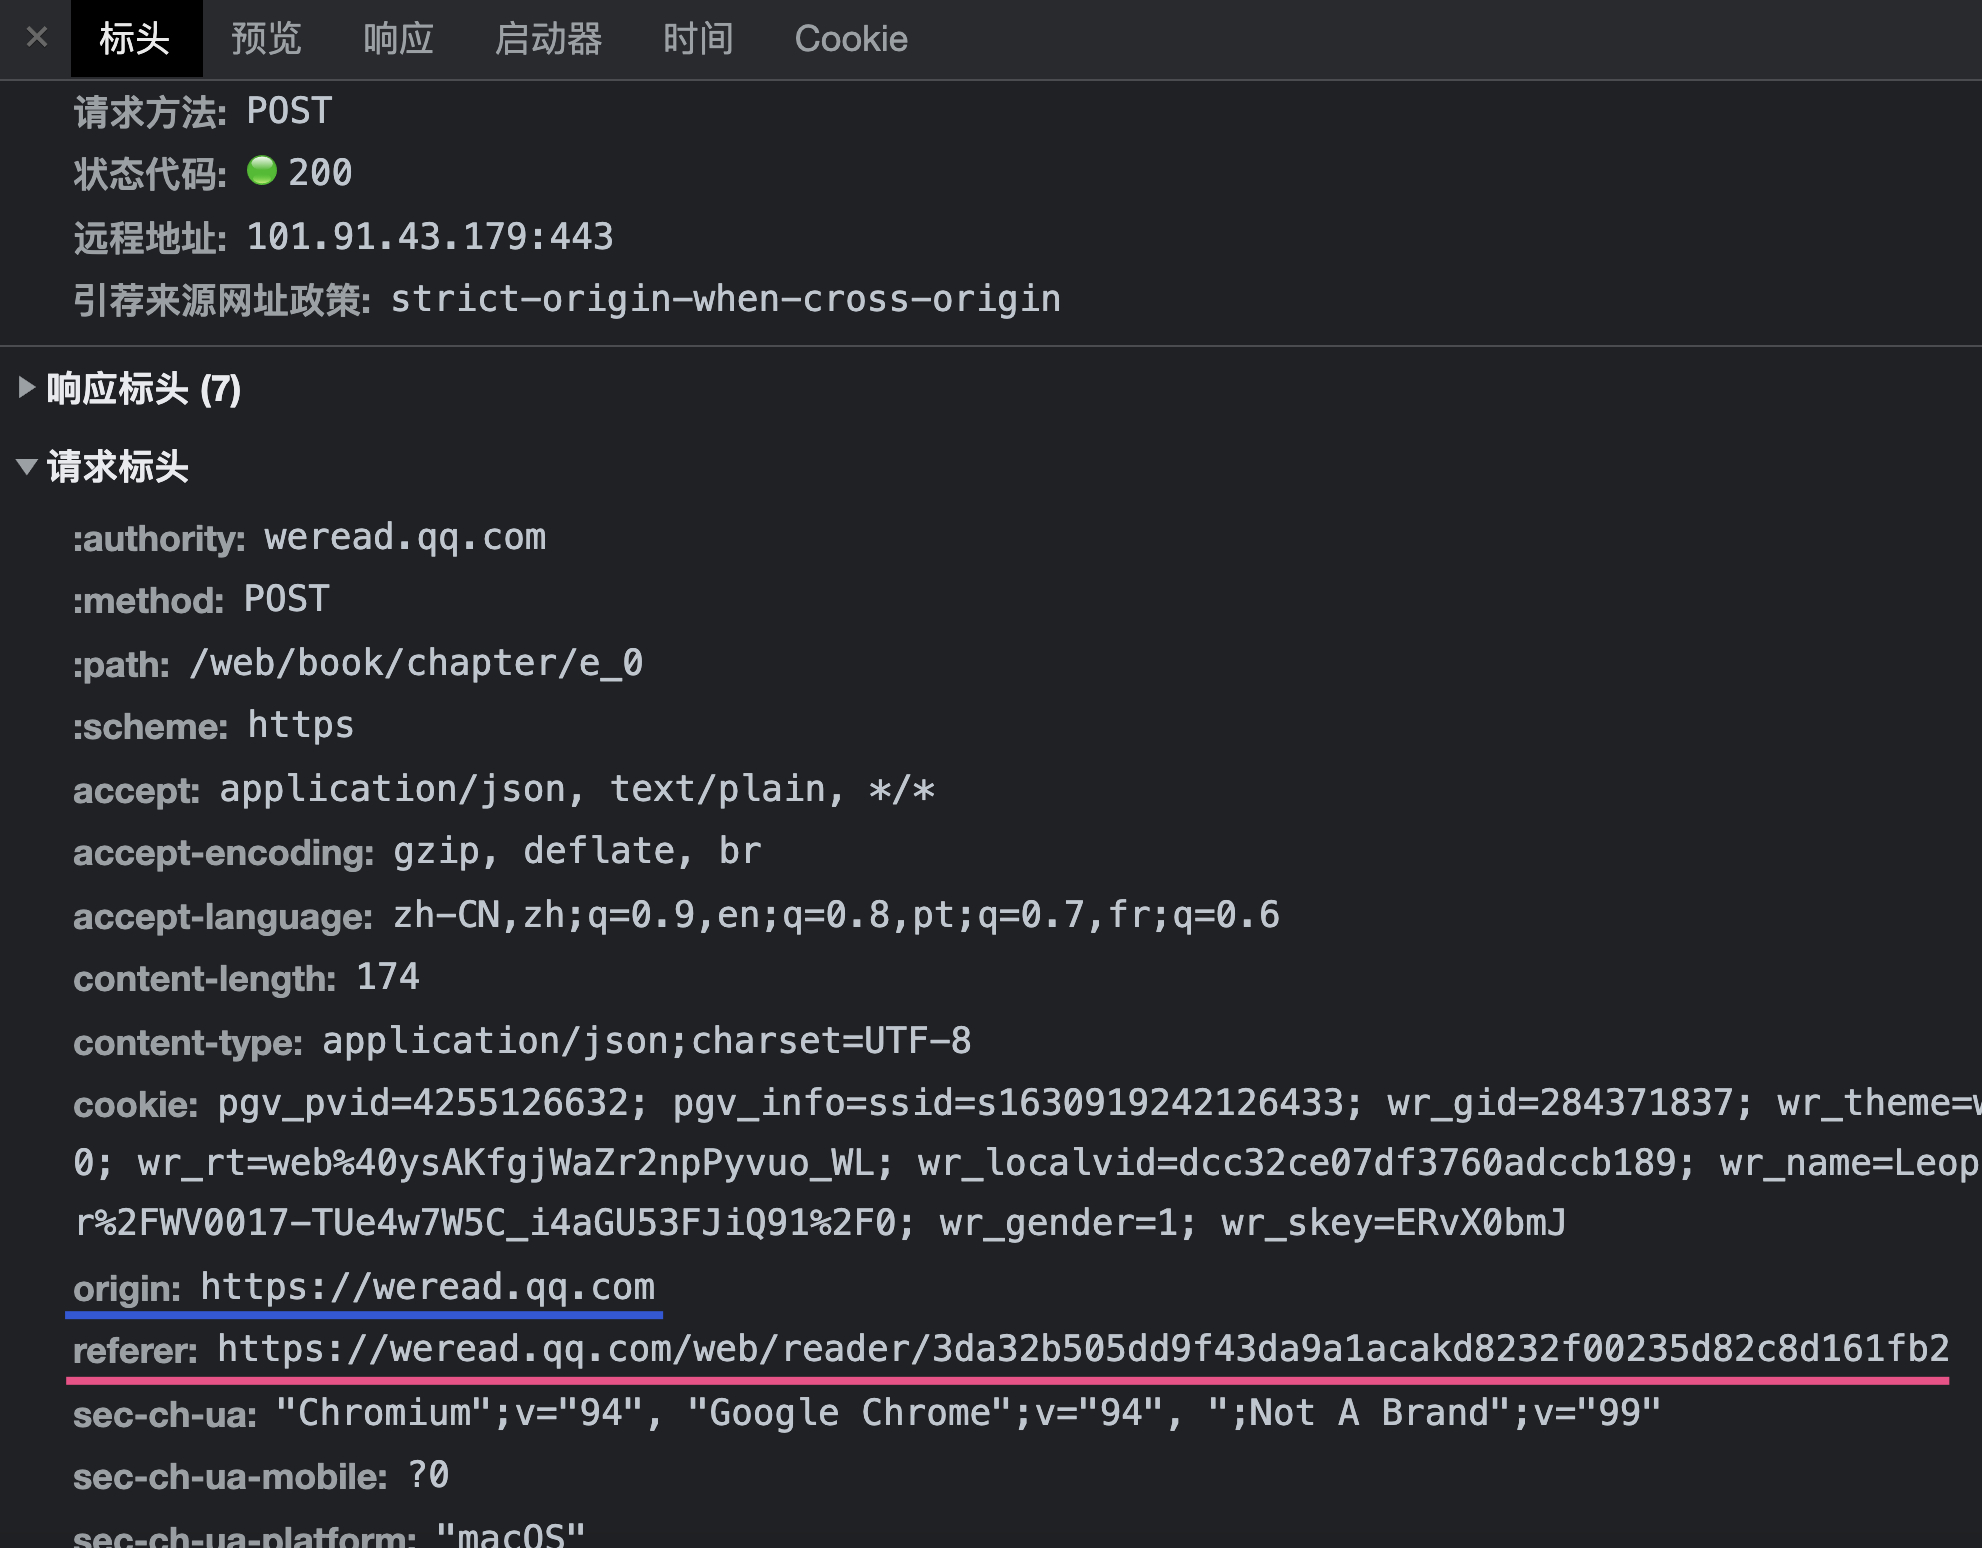 × 标头 预览 响应 启动器 时间 Cookie
请求方法: POST
状态代码: 200
远程地址: 101.91.43.179:443
引荐来源网址政策: strict-origin-when-cross-origin
响应标头 (7)
请求标头
:authority: weread.qq.com
:method: POST
:path: /web/book/chapter/e_0
:scheme: https
accept: application/json, text/plain, */*
accept-encoding: gzip, deflate, br
accept-language: zh-CN,zh;q=0.9,en;q=0.8,pt;q=0.7,fr;q=0.6
content-length: 174
content-type: application/json;charset=UTF-8
cookie: pgv_pvid=4255126632; pgv_info=ssid=s1630919242126433; wr_gid=284371837; wr_theme=w
0; wr_rt=web%40ysAKfgjWaZr2npPyvuo_WL; wr_localvid=dcc32ce07df3760adccb189; wr_name=Leop
r%2FWV0017-TUe4w7W5C_i4aGU53FJiQ91%2F0; wr_gender=1; wr_skey=ERvX0bmJ
origin: https://weread.qq.com
referer: https://weread.qq.com/web/reader/3da32b505dd9f43da9a1acakd8232f00235d82c8d161fb2
sec-ch-ua: "Chromium";v="94", "Google Chrome";v="94", ";Not A Brand";v="99"
sec-ch-ua-mobile: ?0
sec-ch-ua-platform: "macOS"